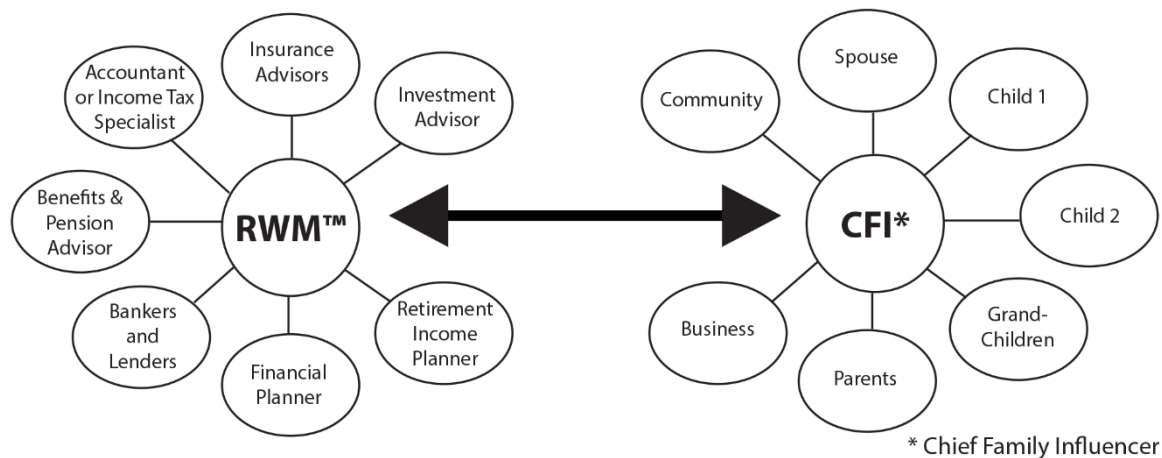 Insurance
Advisors
Accountant
or Income Tax
Specialist
Investment
Advisor
Benefits &
Pension
Advisor
RWM™
Bankers
and
Lenders
Retirement
Income
Planner
Financial
Planner
Spouse
Community
Child 1
CFI*
Child 2
Business
Grand-
Children
Parents
* Chief Family Influencer